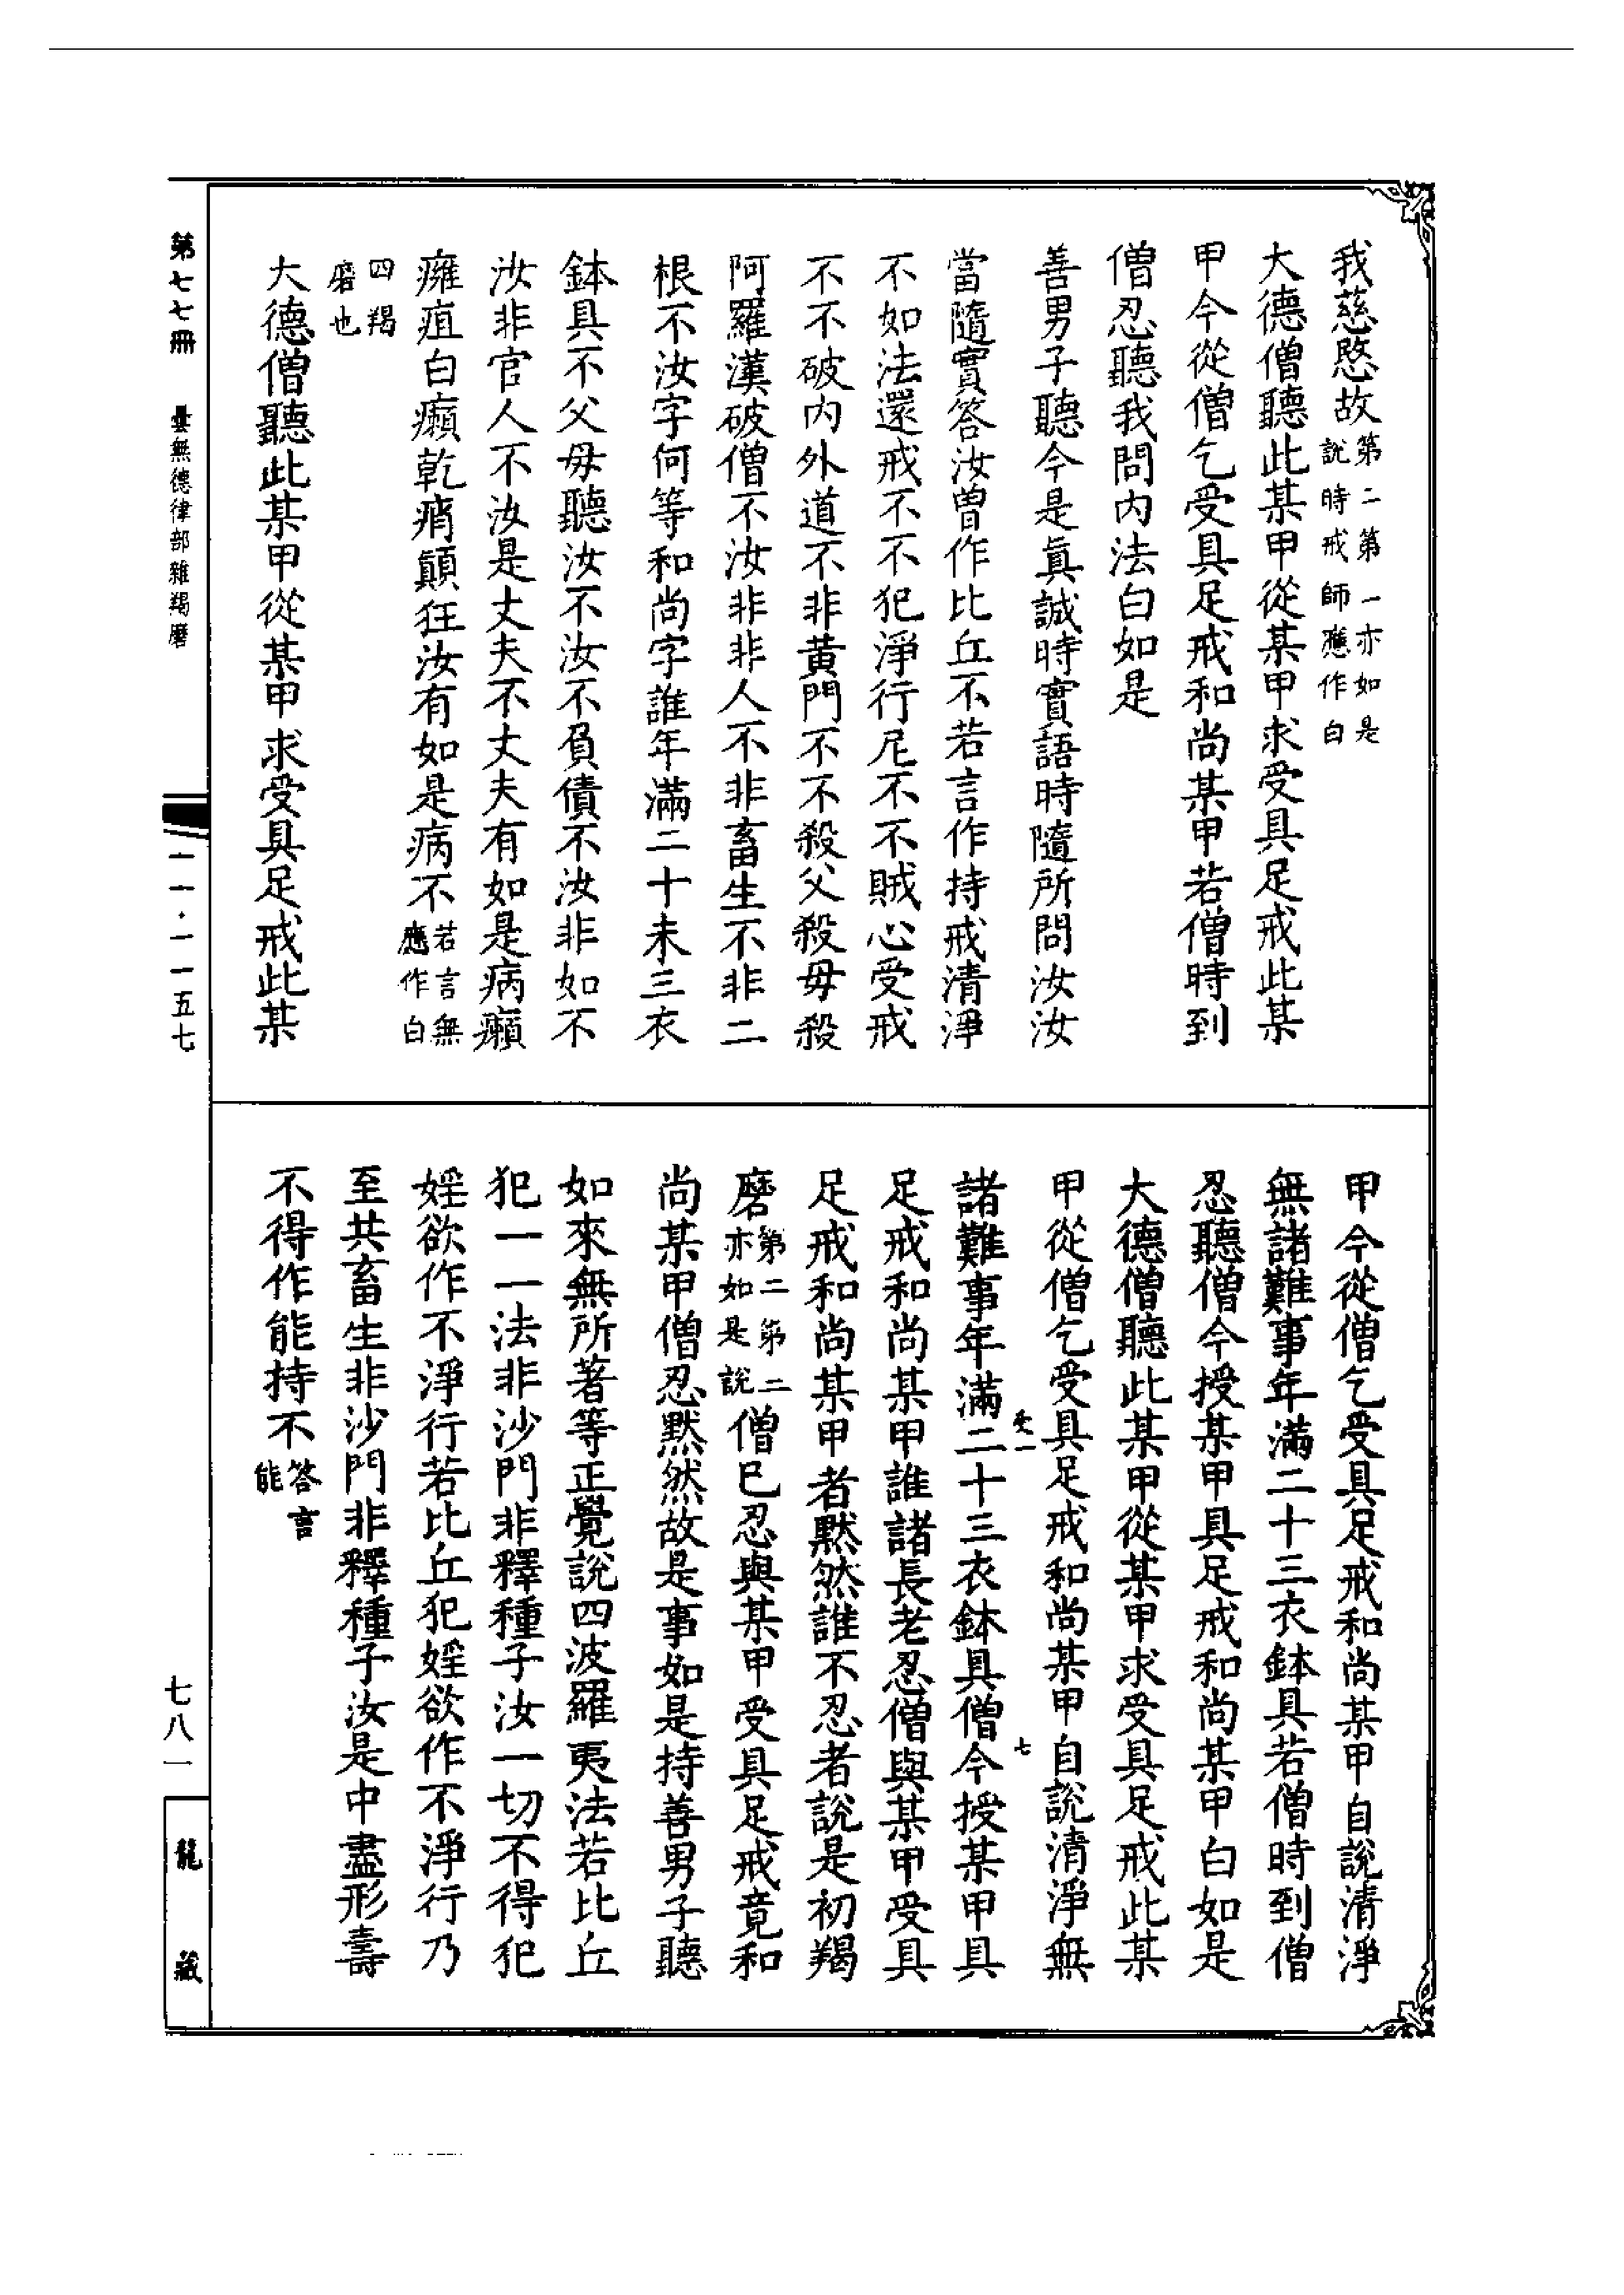 我慈愍故第二第一亦如是說時戒師應作白
大德僧聽此某甲從某甲求受具足戒此某
甲今從僧乞受具足戒和尚某甲若僧時到
僧忍聽我問內法白如是
善男子聽今是真誠時實語時隨所問汝汝
當隨實答汝曾作比丘不若言作持戒清淨
不如法還戒不不犯淨行尼不不賊心受戒
不不破內外道不非黃門不不殺父殺母殺
阿羅漢破僧不汝非非人不非畜生不非二
根不汝字何等和尚字誰年滿二十未三衣
鉢具不父母聽汝不汝不負債不汝非如不
汝非官人不汝是丈夫不丈夫有如是病癩
癰疽白癩乾痟顛狂汝有如是病不若言無應作白
四羯磨也
大德僧聽此某甲從某甲求受具足戒此某
甲今從僧乞受具足戒和尚某甲自說清淨
無諸難事年滿二十三衣鉢具若僧時到僧
忍聽僧今授某甲具足戒和尚某甲白如是
大德僧聽此某甲從某甲求受具足戒此某
甲從僧乞受具足戒和尚某甲自說清淨無
七
諸難事年滿二十三衣鉢具僧今授某甲具
足戒和尚某甲誰諸長老忍僧與某甲受具
足戒和尚某甲者黙然誰不忍者說是初羯
磨第二第二亦如是說僧已忍與某甲受具足戒竟和
尚某甲僧忍黙然故是事如是持善男子聽
如來無所著等正覺說四波羅夷法若比丘
犯一一法非沙門非釋種子汝一切不得犯
婬欲作不淨行若比丘犯婬欲作不淨行乃
至共畜生非沙門非釋種子汝是中盡形壽
不得作能持不答言能
第七七冊　曇無德律部雜羯磨
一一·一一五七
七八一
龍藏